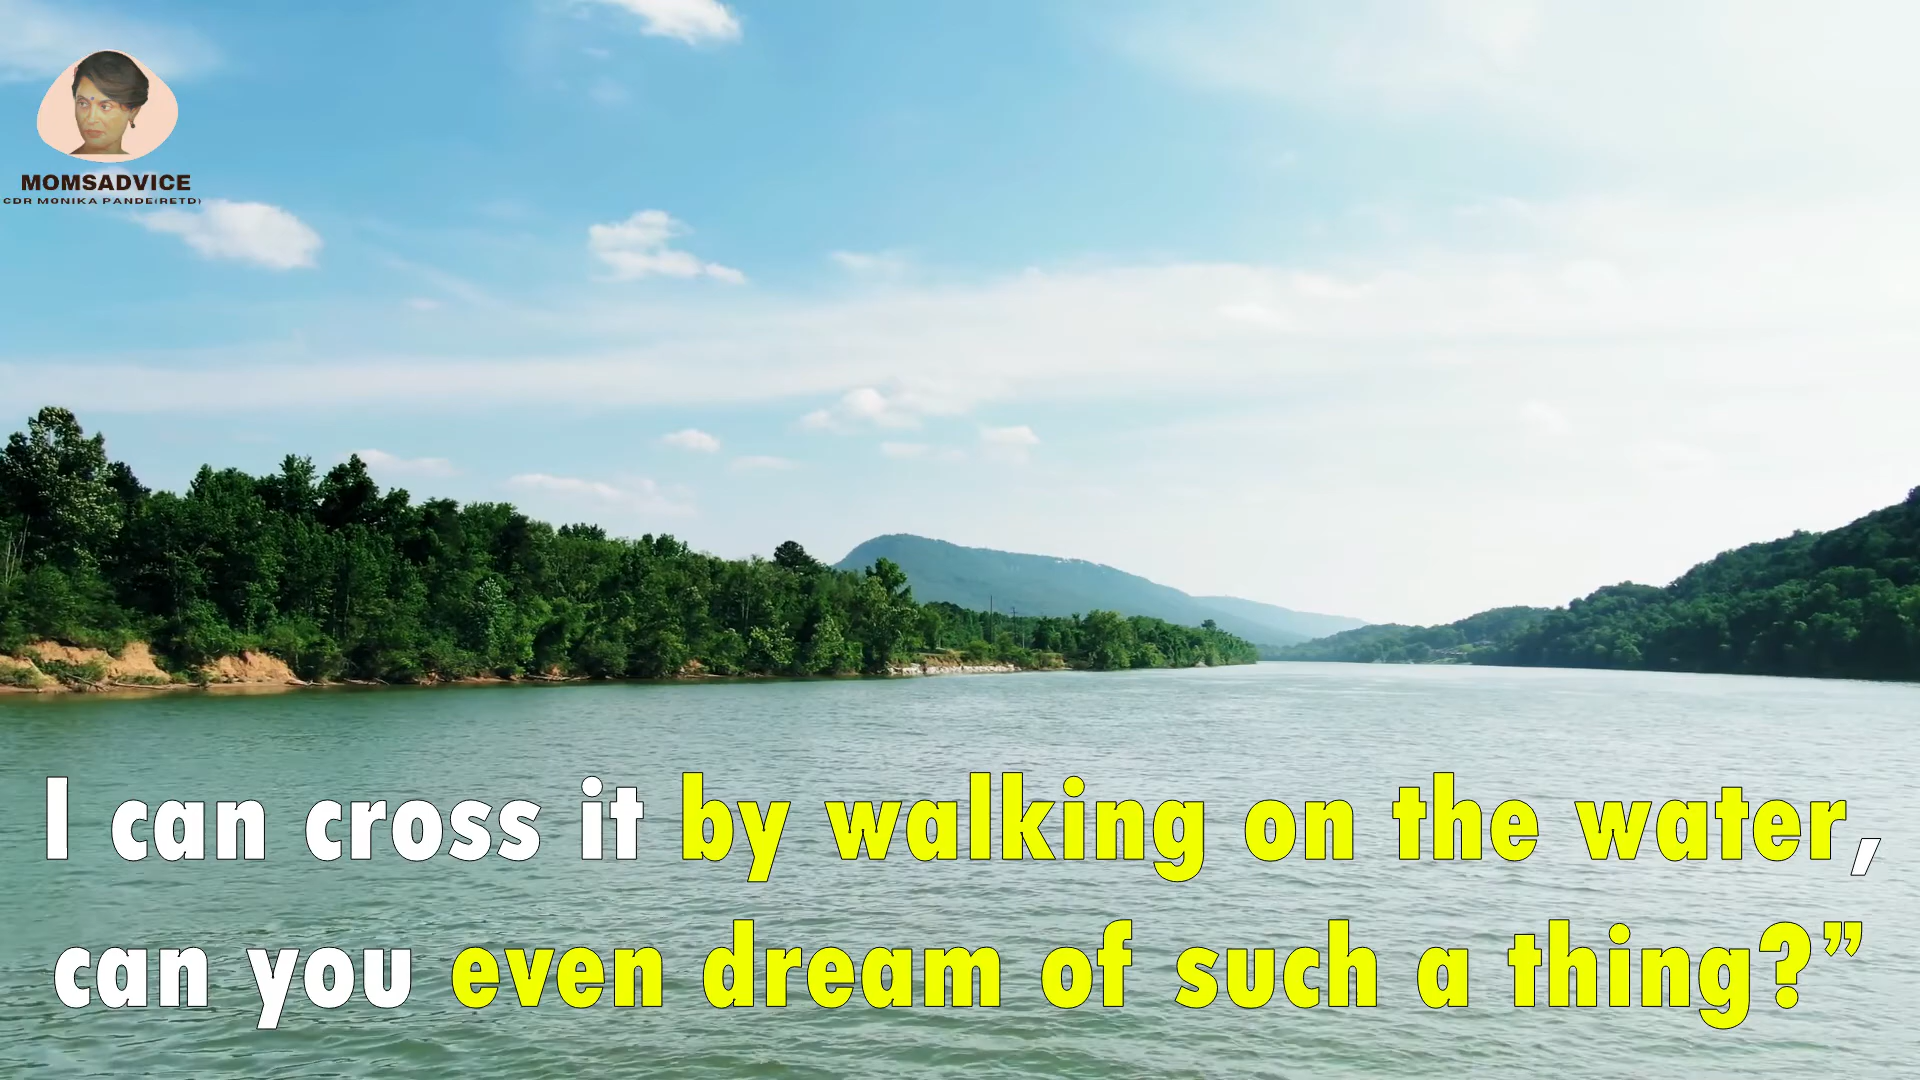 MOMSADVICE
CDR MONIKA PANDE(RETD)
I can cross it by walking on the water,
can you even dream of such a thing?”